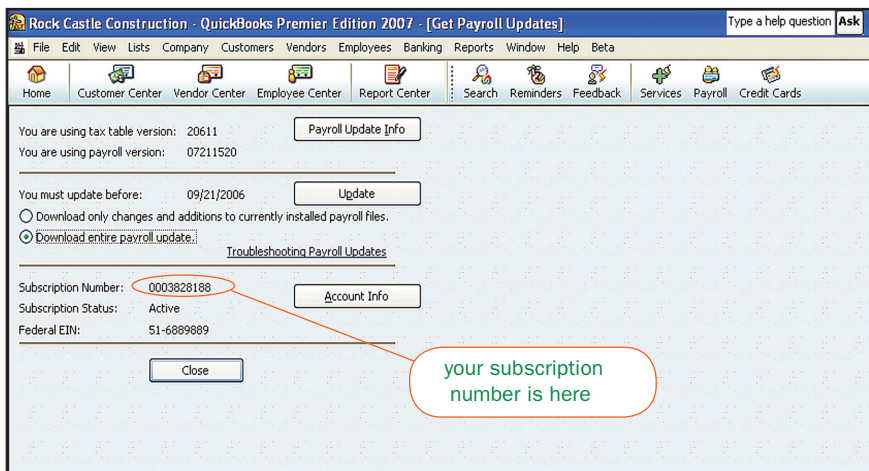 Rock Castle Construction - QuickBooks Premier Edition 2007 - [Get Payroll Updates]
Type a help question Ask
File Edit View Lists Company Customers Vendors Employees Banking Reports Window Help Beta
Home Customer Center Vendor Center Employee Center Report Center Search Reminders Feedback Services Payroll Credit Cards
You are using tax table version: 20611 Payroll Update Info
You are using payroll version: 07211520
You must update before: 09/21/2006 Update
Download only changes and additions to currently installed payroll files.
Download entire payroll update.
Troubleshooting Payroll Updates
Subscription Number: 0003828188
Account Info
Subscription Status: Active
Federal EIN: 51-6889889
Close
your subscription
number is here